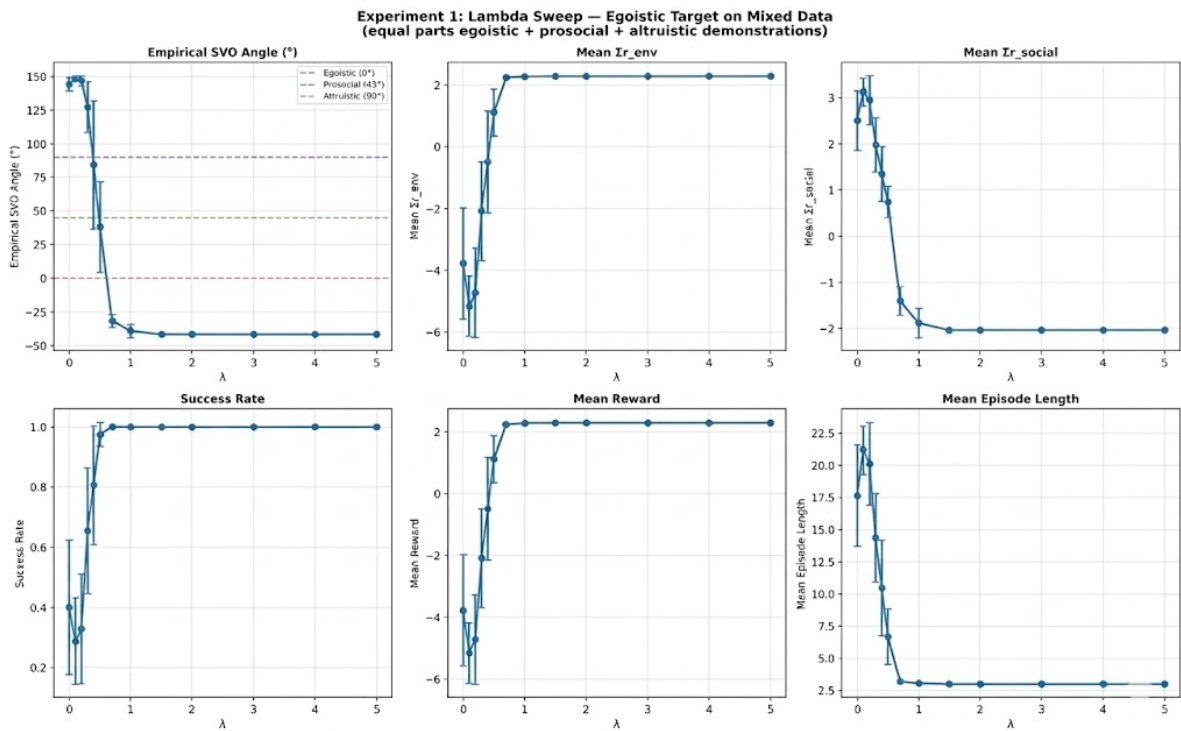 Experiment 1: Lambda Sweep — Egoistic Target on Mixed Data
(equal parts egoistic + prosocial + altruistic demonstrations)
Empirical SVO Angle (°)
Empirical SVO Angle (°)
150
125
100
75
50
25
0
−25
−50
0 1 2 3 4 5
λ
Egoistic (0°)
Prosocial (43°)
Attruistic (90°)
Mean Σr_env
Mean Σr_env
2
0
−2
−4
−6
0 1 2 3 4 5
λ
Mean Σr_social
Mean Σr_social
3
2
1
0
−1
−2
0 1 2 3 4 5
λ
Success Rate
Success Rate
1.0
0.8
0.6
0.4
0.2
0 1 2 3 4 5
λ
Mean Reward
Mean Reward
2
0
−2
−4
−6
0 1 2 3 4 5
λ
Mean Episode Length
Mean Episode Length
22.5
20.0
17.5
15.0
12.5
10.0
7.5
5.0
2.5
0 1 2 3 4 5
λ